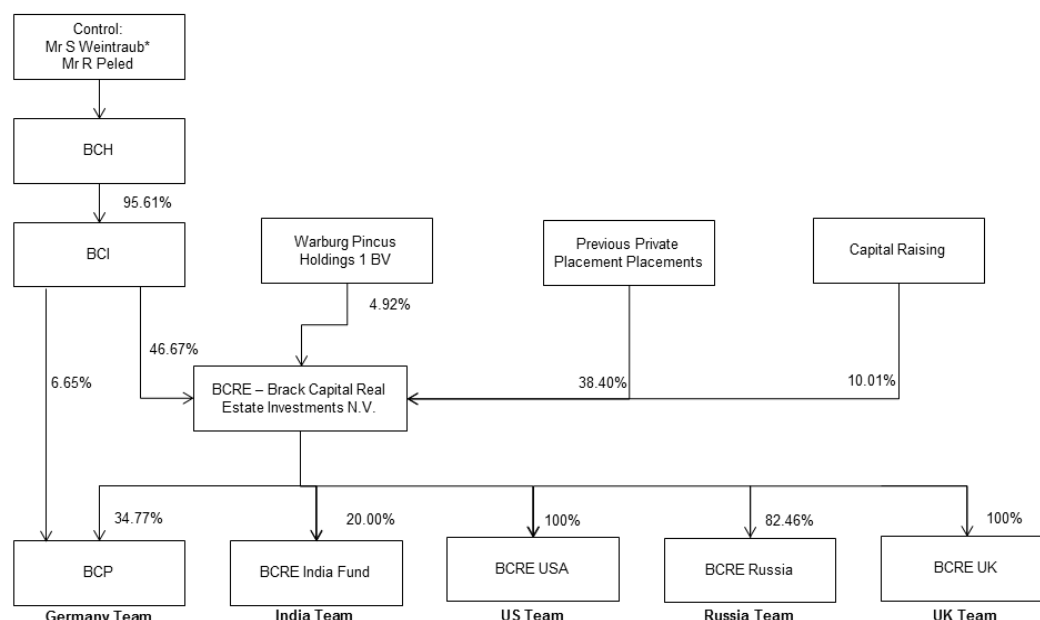 Control:
Mr S Weintraub*
Mr R Peled
BCH
95.61%
BCI
Warburg Pincus
Holdings 1 BV
Previous Private
Placement Placements
Capital Raising
4.92%
46.67%
6.65%
38.40%
10.01%
BCRE – Brack Capital Real
Estate Investments N.V.
34.77%
20.00%
100%
82.46%
100%
BCP
BCRE India Fund
BCRE USA
BCRE Russia
BCRE UK
Germany Team
India Team
US Team
Russia Team
UK Team